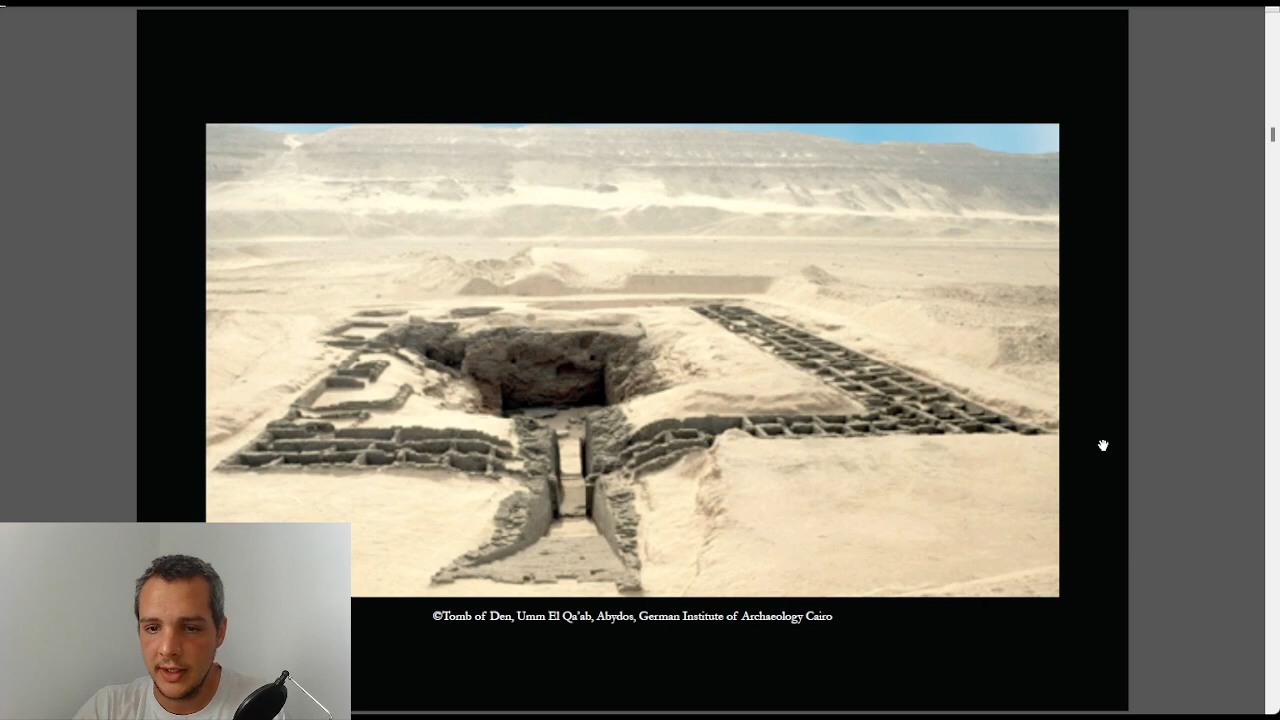 ©Tomb of Den, Umm El Qa'ab, Abydos, German Institute of Archaeology Cairo